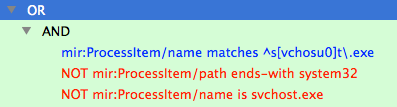 OR
AND
mir:ProcessItem/name matches ^s[vchosu0]t\.exe
NOT mir:ProcessItem/path ends-with system32
NOT mir:ProcessItem/name is svchost.exe